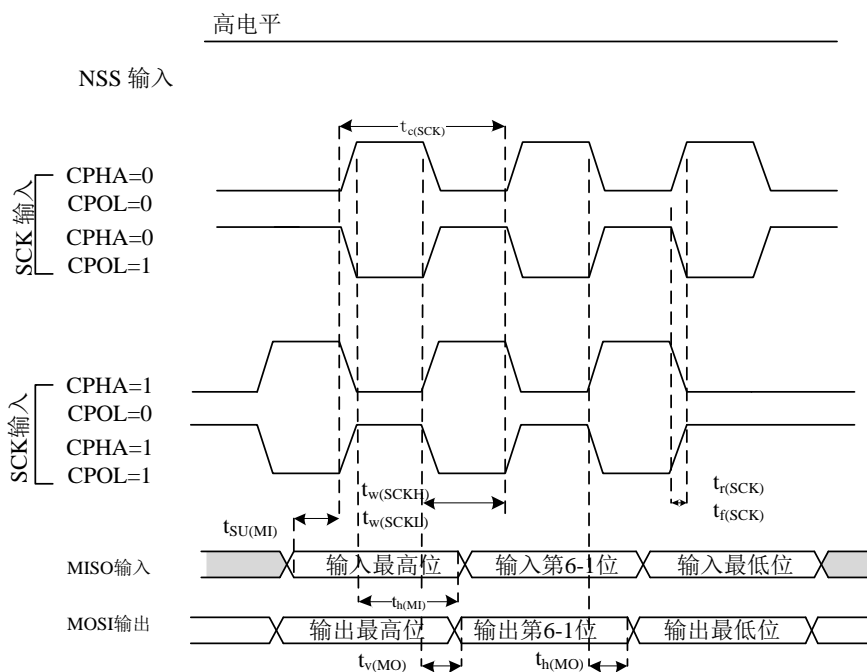 高电平
NSS 输入
tc(SCK)
SCK 输入
CPHA=0
CPOL=0
CPHA=0
CPOL=1
SCK输入
CPHA=1
CPOL=0
CPHA=1
CPOL=1
tw(SCKH)
tw(SCKL)
tr(SCK)
tf(SCK)
tSU(MI)
MISO输入
输入最高位
输入第6-1位
输入最低位
th(MI)
MOSI输出
输出最高位
输出第6-1位
输出最低位
tv(MO)
th(MO)